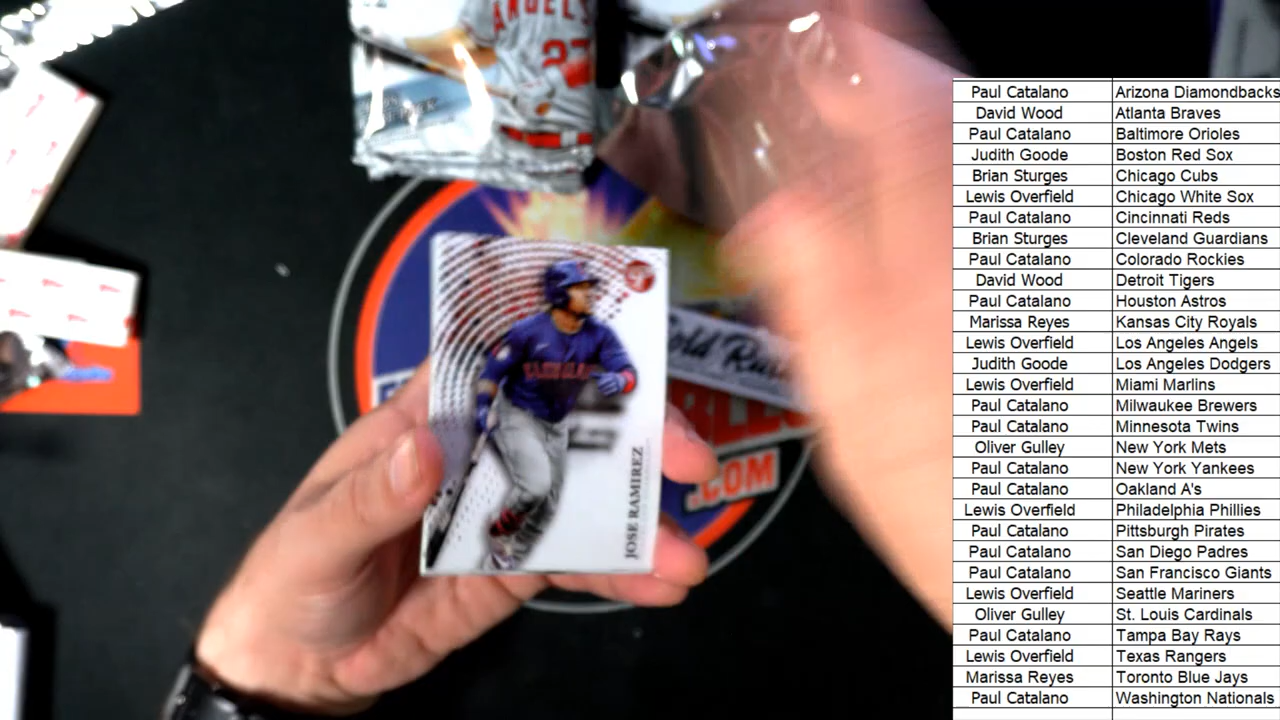 ANGELS
27
old Rus
.COM
JOSE RAMIREZ
Paul Catalano Arizona Diamondbacks
David Wood Atlanta Braves
Paul Catalano Baltimore Orioles
Judith Goode Boston Red Sox
Brian Sturges Chicago Cubs
Lewis Overfield Chicago White Sox
Paul Catalano Cincinnati Reds
Brian Sturges Cleveland Guardians
Paul Catalano Colorado Rockies
David Wood Detroit Tigers
Paul Catalano Houston Astros
Marissa Reyes Kansas City Royals
Lewis Overfield Los Angeles Angels
Judith Goode Los Angeles Dodgers
Lewis Overfield Miami Marlins
Paul Catalano Milwaukee Brewers
Paul Catalano Minnesota Twins
Oliver Gulley New York Mets
Paul Catalano New York Yankees
Paul Catalano Oakland A's
Lewis Overfield Philadelphia Phillies
Paul Catalano Pittsburgh Pirates
Paul Catalano San Diego Padres
Paul Catalano San Francisco Giants
Lewis Overfield Seattle Mariners
Oliver Gulley St. Louis Cardinals
Paul Catalano Tampa Bay Rays
Lewis Overfield Texas Rangers
Marissa Reyes Toronto Blue Jays
Paul Catalano Washington Nationals